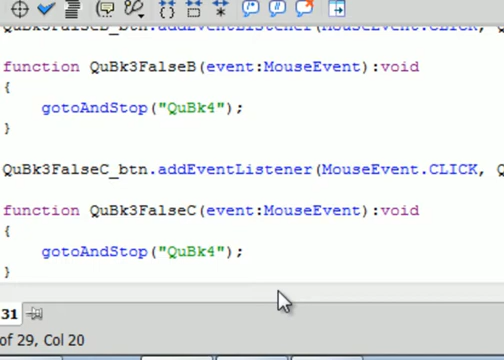 QuBk3FalseB_btn.addEventListener(MouseEvent.CLICK, Q
function QuBk3FalseB(event:MouseEvent):void
{
gotoAndStop("QuBk4");
}
QuBk3FalseC_btn.addEventListener(MouseEvent.CLICK, Q
function QuBk3FalseC(event:MouseEvent):void
{
gotoAndStop("QuBk4");
}
31
of 29, Col 20